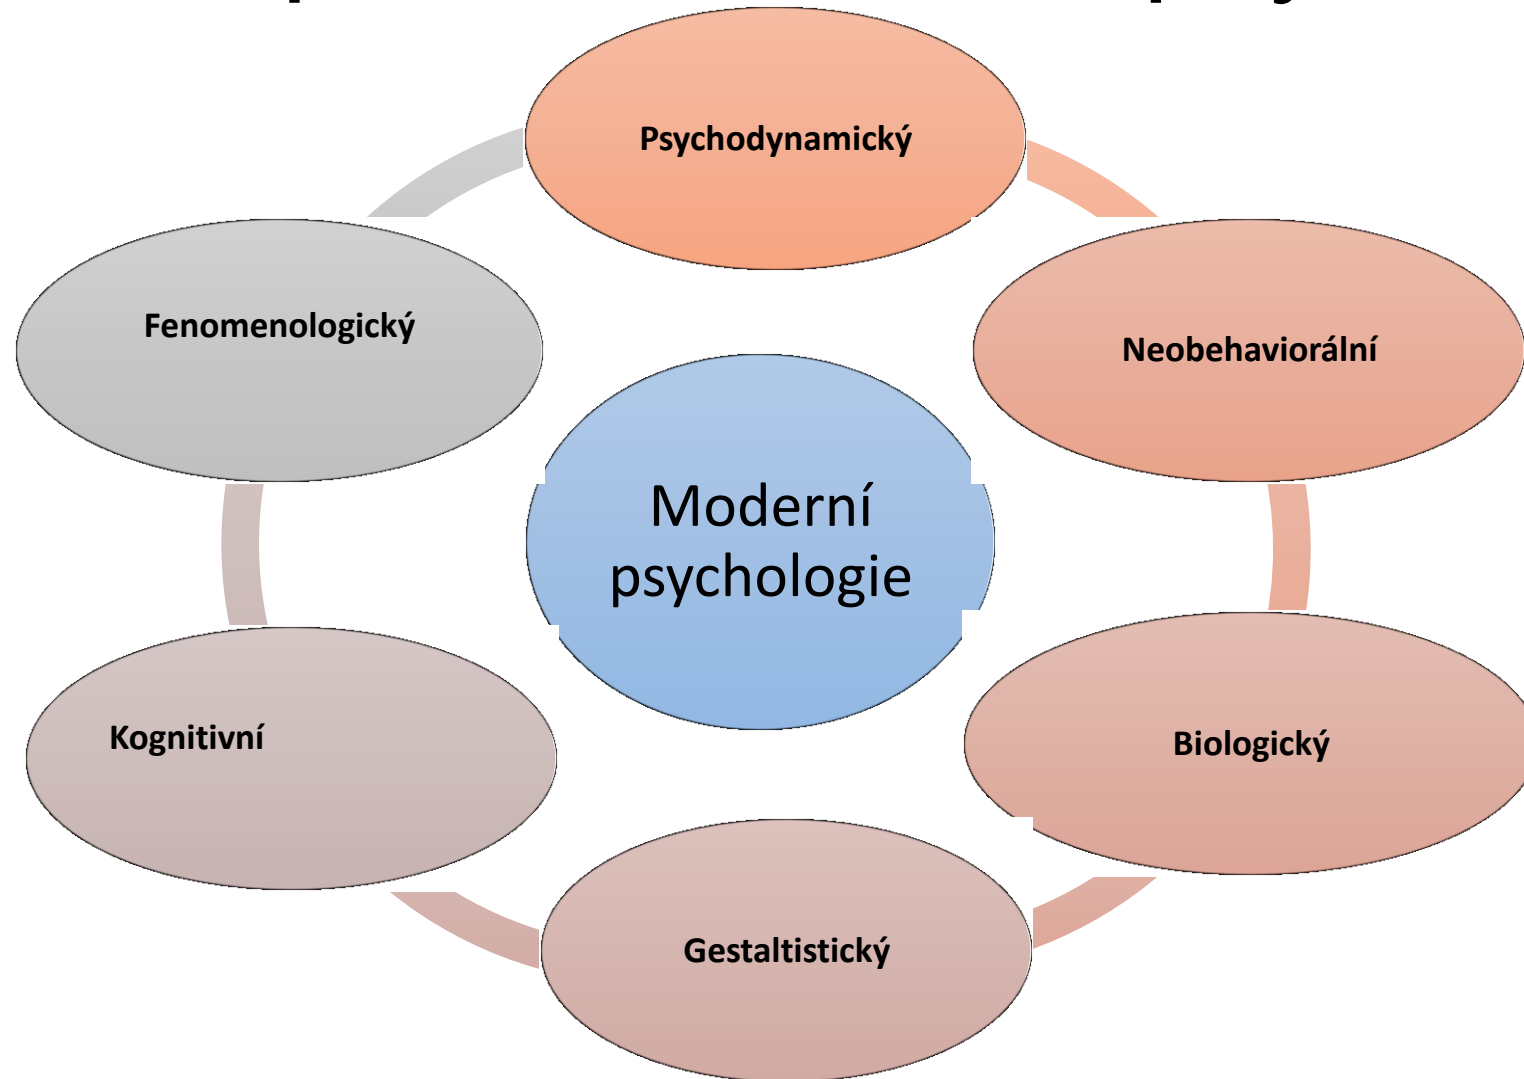 Psychodynamický
Fenomenologický
Neobehaviorální
Moderní
psychologie
Kognitivní
Biologický
Gestaltistický